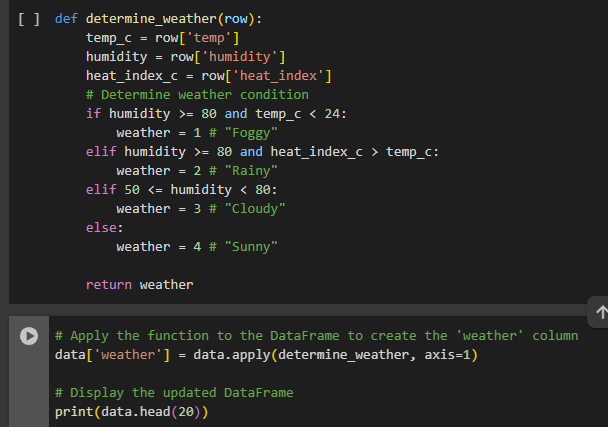 [ ] def determine_weather(row):
temp_c = row['temp']
humidity = row['humidity']
heat_index_c = row['heat_index']
# Determine weather condition
if humidity >= 80 and temp_c < 24:
weather = 1 # "Foggy"
elif humidity >= 80 and heat_index_c > temp_c:
weather = 2 # "Rainy"
elif 50 <= humidity < 80:
weather = 3 # "Cloudy"
else:
weather = 4 # "Sunny"
return weather
# Apply the function to the DataFrame to create the 'weather' column
data['weather'] = data.apply(determine_weather, axis=1)
# Display the updated DataFrame
print(data.head(20))